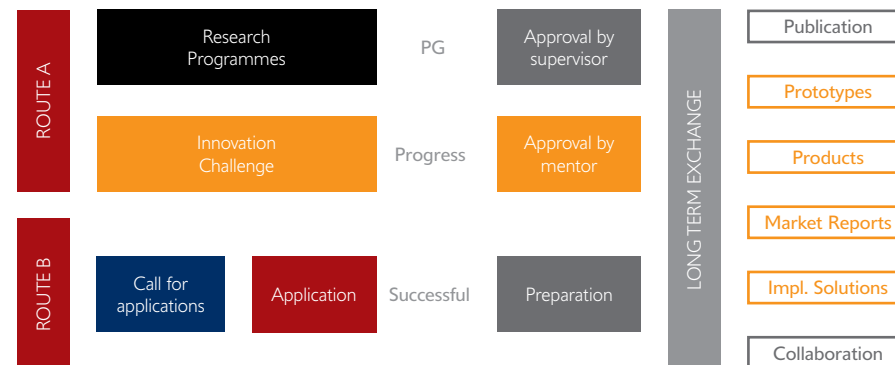 ROUTE A
Research
Programmes
PG
Approval by
supervisor
Innovation
Challenge
Progress
Approval by
mentor
ROUTE B
Call for
applications
Application
Successful
Preparation
LONG TERM EXCHANGE
Publication
Prototypes
Products
Market Reports
Impl. Solutions
Collaboration